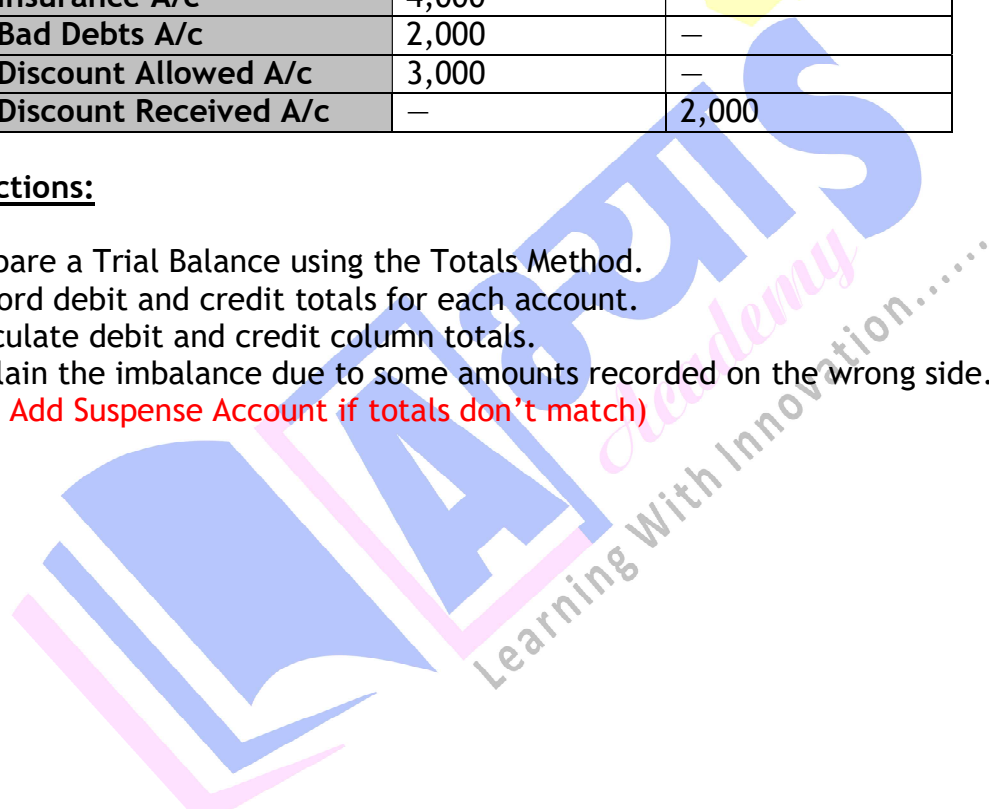 Insurance A/c 4,000
Bad Debts A/c 2,000 —
Discount Allowed A/c 3,000 —
Discount Received A/c — 2,000
ctions:
pare a Trial Balance using the Totals Method.
ord debit and credit totals for each account.
culate debit and credit column totals.
lain the imbalance due to some amounts recorded on the wrong side.
Add Suspense Account if totals don't match)
Academy
Learning With Innovation.....